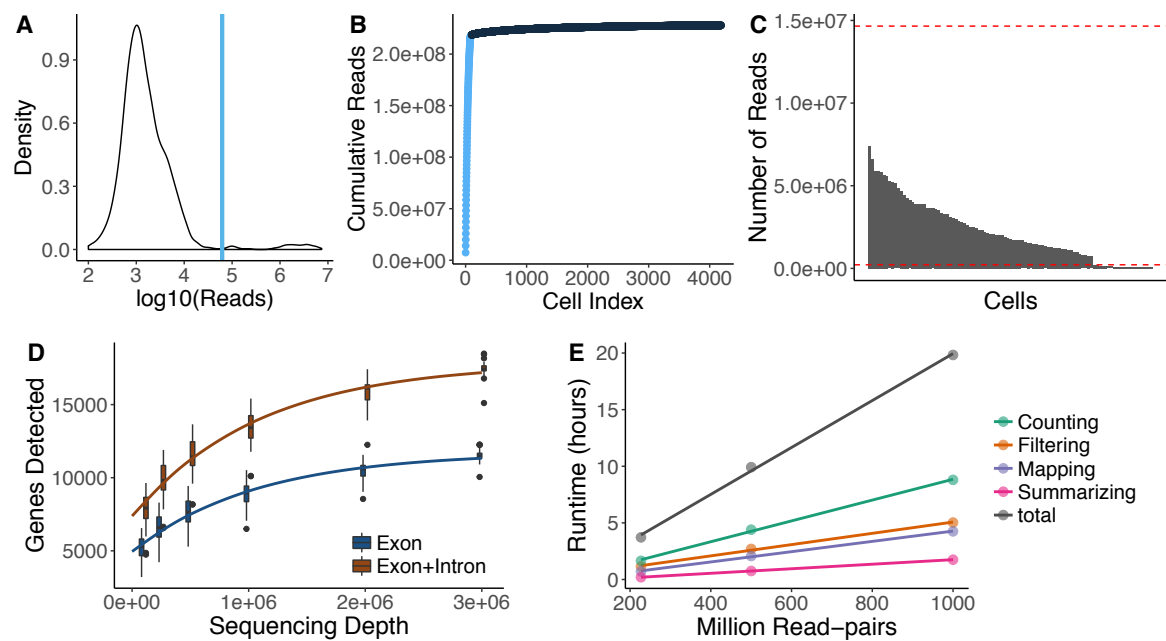 A
Density
0.9
0.6
0.3
0.0
2
3
4
5
6
7
log10(Reads)
B
Cumulative Reads
2.0e+08
1.5e+08
1.0e+08
5.0e+07
0.0e+00
0
1000
2000
3000
4000
Cell Index
C
Number of Reads
1.5e+07
1.0e+07
5.0e+06
0.0e+00
Cells
D
Genes Detected
15000
10000
5000
Exon
Exon+Intron
0e+00
1e+06
2e+06
3e+06
Sequencing Depth
E
Runtime (hours)
20
15
10
5
0
200
400
600
800
1000
Million Read−pairs
Counting
Filtering
Mapping
Summarizing
total